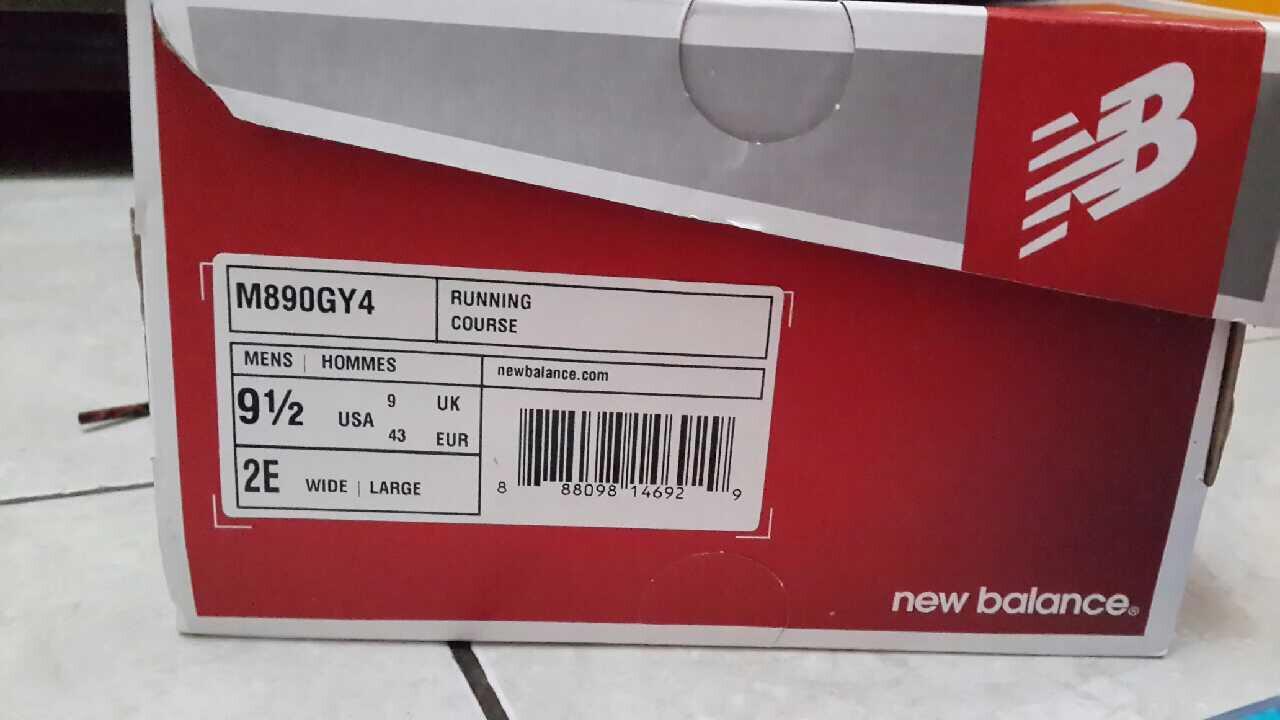 NB
M890GY4
RUNNING
COURSE
MENS | HOMMES
newbalance.com
9½ USA 9 UK
43 EUR
2E WIDE | LARGE
8 88098 14692 9
new balance®